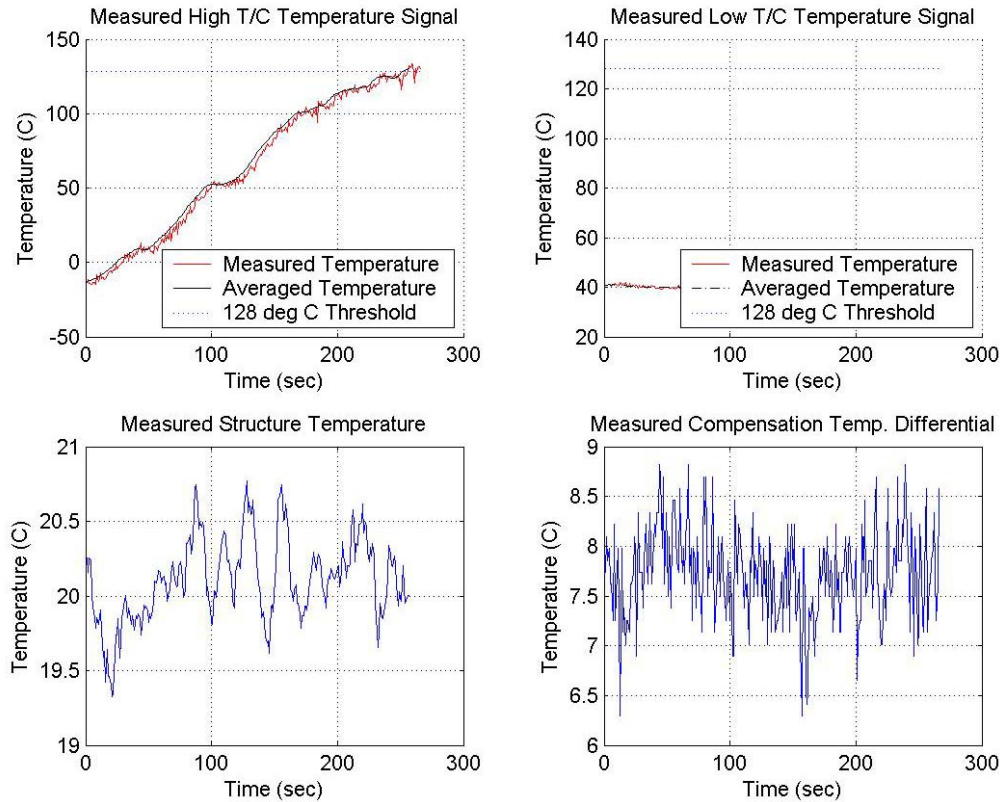 Measured High T/C Temperature Signal
150
100
50
0
-50
Temperature (C)
Measured Temperature
Averaged Temperature
128 deg C Threshold
0 100 200 300
Time (sec)
Measured Low T/C Temperature Signal
140
120
100
80
60
40
20
Temperature (C)
Measured Temperature
Averaged Temperature
128 deg C Threshold
0 100 200 300
Time (sec)
Measured Structure Temperature
21
20.5
20
19.5
19
Temperature (C)
0 100 200 300
Time (sec)
Measured Compensation Temp. Differential
9
8.5
8
7.5
7
6.5
6
Temperature (C)
0 100 200 300
Time (sec)